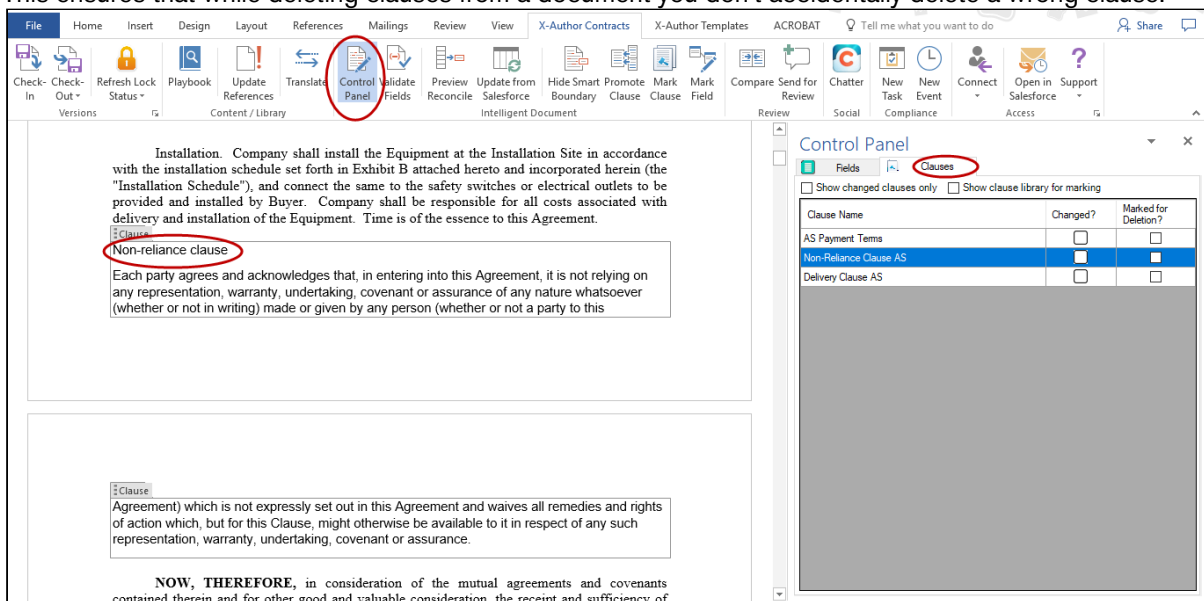 This ensures that while deleting clauses from a document you don't accidentally delete a wrong clause.
File Home Insert Design Layout References Mailings Review View X-Author Contracts X-Author Templates ACROBAT Tell me what you want to do Share
Check-In Check-Out Refresh Lock Status Playbook Update References Translate Control Panel Validate Fields Preview Reconcile Update from Salesforce Hide Smart Boundary Promote Clause Mark Clause Mark Field Compare Send for Review Chatter New Task New Event Connect Open in Salesforce Support
Versions Content / Library Intelligent Document Review Social Compliance Access
Installation. Company shall install the Equipment at the Installation Site in accordance
with the installation schedule set forth in Exhibit B attached hereto and incorporated herein (the
"Installation Schedule"), and connect the same to the safety switches or electrical outlets to be
provided and installed by Buyer. Company shall be responsible for all costs associated with
delivery and installation of the Equipment. Time is of the essence to this Agreement.
Clause
Non-reliance clause
Each party agrees and acknowledges that, in entering into this Agreement, it is not relying on
any representation, warranty, undertaking, covenant or assurance of any nature whatsoever
(whether or not in writing) made or given by any person (whether or not a party to this
Clause
Agreement) which is not expressly set out in this Agreement and waives all remedies and rights
of action which, but for this Clause, might otherwise be available to it in respect of any such
representation, warranty, undertaking, covenant or assurance.
NOW, THEREFORE, in consideration of the mutual agreements and covenants
contained therein and for other good and valuable consideration, the receipt and sufficiency of
Control Panel
Fields Clauses
Show changed clauses only Show clause library for marking
Clause Name Changed? Marked for Deletion?
AS Payment Terms
Non-Reliance Clause AS
Delivery Clause AS